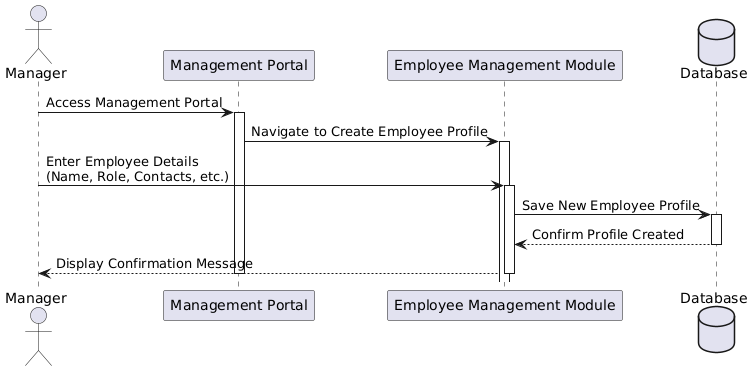 Manager
Management Portal
Employee Management Module
Database
Access Management Portal
Navigate to Create Employee Profile
Enter Employee Details
(Name, Role, Contacts, etc.)
Save New Employee Profile
Confirm Profile Created
Display Confirmation Message
Manager
Management Portal
Employee Management Module
Database